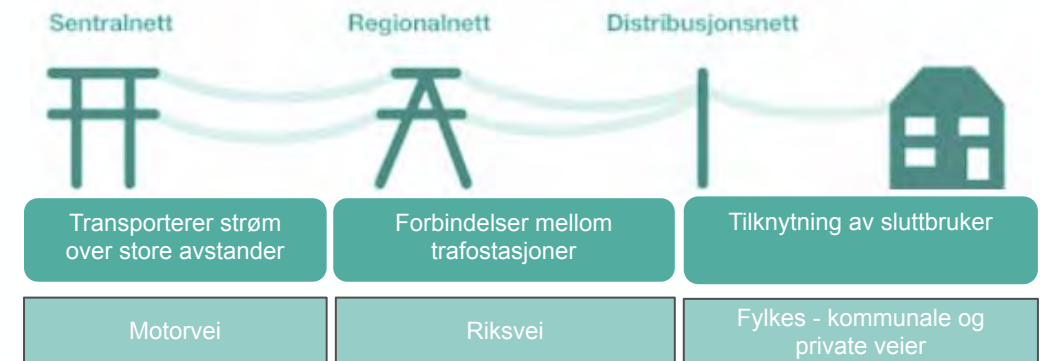 Sentralnett
Regionalnett
Distribusjonsnett
Transporterer strøm
over store avstander
Forbindelser mellom
trafostasjoner
Tilknytning av sluttbruker
Motorvei
Riksvei
Fylkes - kommunale og
private veier